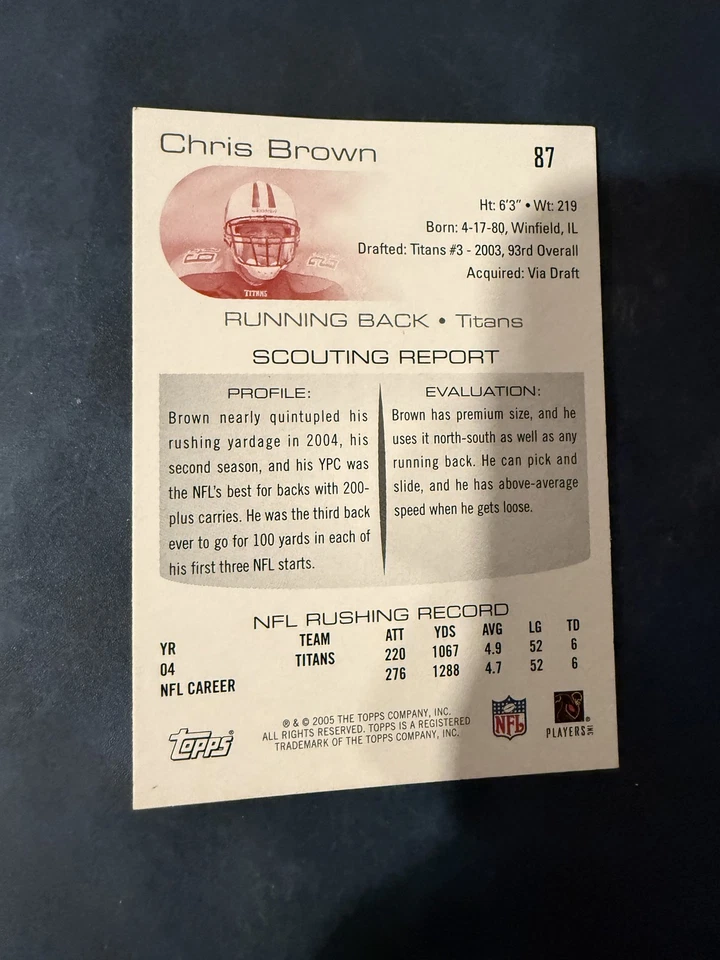 Chris Brown
87
Ht: 6'3" • Wt: 219
Born: 4-17-80, Winfield, IL
Drafted: Titans #3 - 2003, 93rd Overall
Acquired: Via Draft
TITANS
RUNNING BACK • Titans
SCOUTING REPORT
PROFILE:
Brown nearly quintupled his
rushing yardage in 2004, his
second season, and his YPC was
the NFL's best for backs with 200-
plus carries. He was the third back
ever to go for 100 yards in each of
his first three NFL starts.
EVALUATION:
Brown has premium size, and he
uses it north-south as well as any
running back. He can pick and
slide, and he has above-average
speed when he gets loose.
NFL RUSHING RECORD
YR TEAM ATT YDS AVG LG TD
04 TITANS 220 1067 4.9 52 6
NFL CAREER 276 1288 4.7 52 6
Topps®
® & © 2005 THE TOPPS COMPANY, INC.
ALL RIGHTS RESERVED. TOPPS IS A REGISTERED
TRADEMARK OF THE TOPPS COMPANY, INC.
NFL
PLAYERS INC